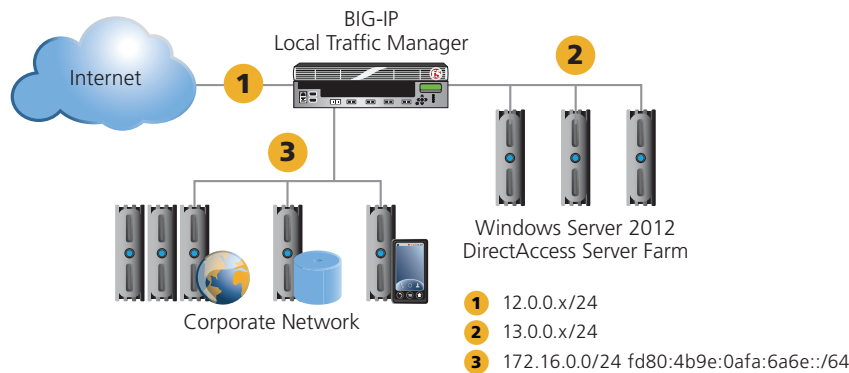 BIG-IP
Local Traffic Manager
Internet
1
2
3
f5
Windows Server 2012
DirectAccess Server Farm
Corporate Network
1 12.0.0.x/24
2 13.0.0.x/24
3 172.16.0.0/24 fd80:4b9e:0afa:6a6e::/64